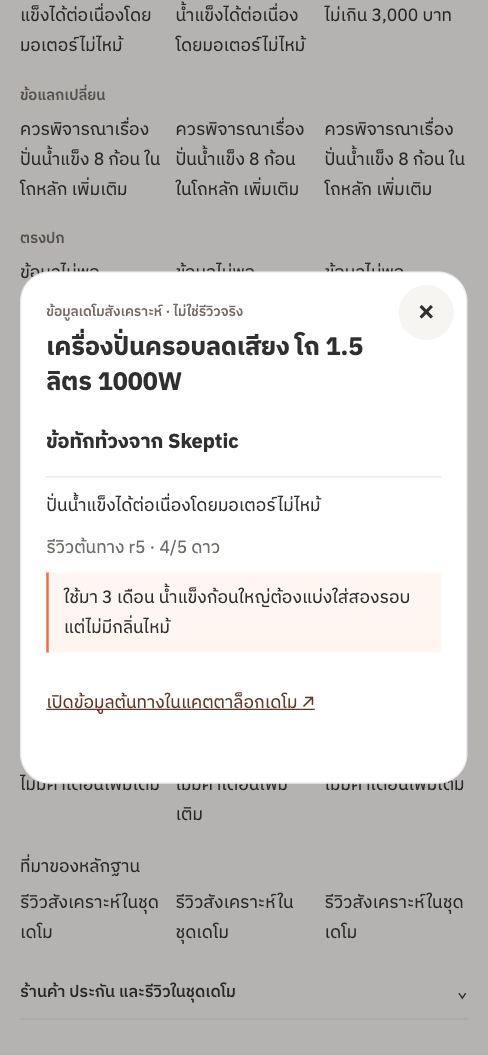 แข็งได้ต่อเนื่องโดย น้ำแข็งได้ต่อเนื่อง ไม่เกิน 3,000 บาท
มอเตอร์ไม่ไหม้ โดยมอเตอร์ไม่ไหม้
ข้อแลกเปลี่ยน
ควรพิจารณาเรื่อง ควรพิจารณาเรื่อง ควรพิจารณาเรื่อง
ปั่นน้ำแข็ง 8 ก้อน ใน ปั่นน้ำแข็ง 8 ก้อน ปั่นน้ำแข็ง 8 ก้อน ใน
โถหลัก เพิ่มเติม ในโถหลัก เพิ่มเติม โถหลัก เพิ่มเติม
ตรงปก
ข้อมูลไม่พอ ข้อมูลไม่พอ ข้อมูลไม่พอ
ข้อมูลเดโมสังเคราะห์ · ไม่ใช่รีวิวจริง
×
เครื่องปั่นครอบลดเสียง โถ 1.5
ลิตร 1000W
ข้อทักท้วงจาก Skeptic
ปั่นน้ำแข็งได้ต่อเนื่องโดยมอเตอร์ไม่ไหม้
รีวิวต้นทาง r5 · 4/5 ดาว
ใช้มา 3 เดือน น้ำแข็งก้อนใหญ่ต้องแบ่งใส่สองรอบ
แต่ไม่มีกลิ่นไหม้
เปิดข้อมูลต้นทางในแคตตาล็อกเดโม ↗
เติม
ที่มาของหลักฐาน
รีวิวสังเคราะห์ในชุด รีวิวสังเคราะห์ใน รีวิวสังเคราะห์ในชุด
เดโม ชุดเดโม เดโม
ร้านค้า ประกัน และรีวิวในชุดเดโม